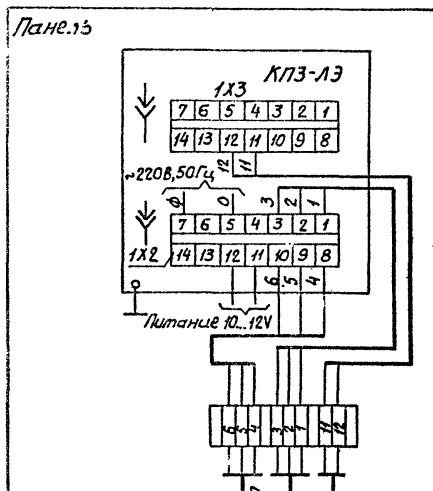 Панель
КПЗ-ЛЭ
1X3
7 6 5 4 3 2 1
14 13 12 11 10 9 8
12 11
~220В, 50Гц
Ф 0 3 2 1
7 6 5 4 3 2 1
1X2
14 13 12 11 10 9 8
6 5 4
Питание 10...12V
6 5 4 3 2 1 11 12